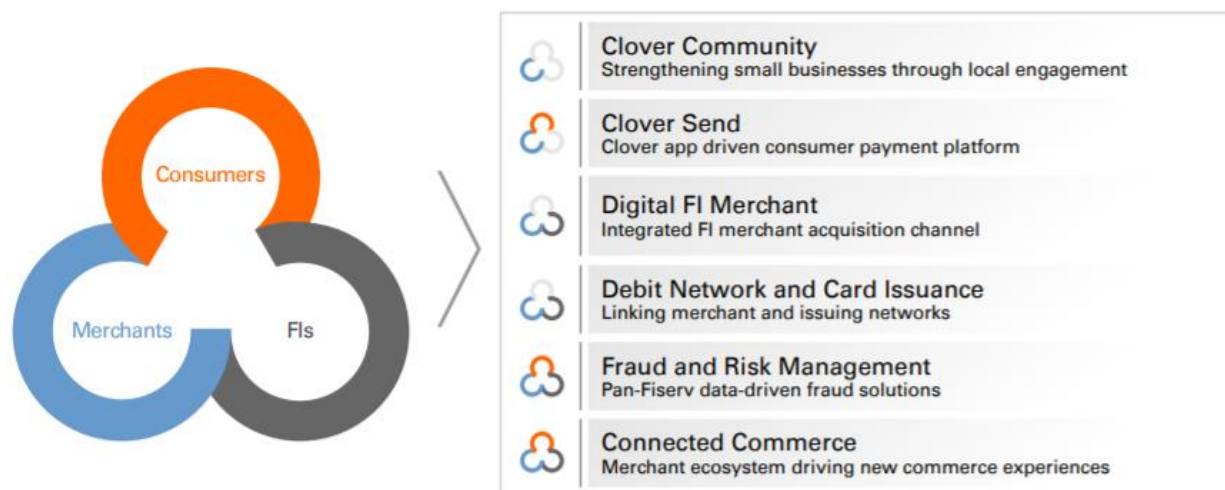 Consumers
Merchants
FIs
Clover Community
Strengthening small businesses through local engagement
Clover Send
Clover app driven consumer payment platform
Digital FI Merchant
Integrated FI merchant acquisition channel
Debit Network and Card Issuance
Linking merchant and issuing networks
Fraud and Risk Management
Pan-Fiserv data-driven fraud solutions
Connected Commerce
Merchant ecosystem driving new commerce experiences